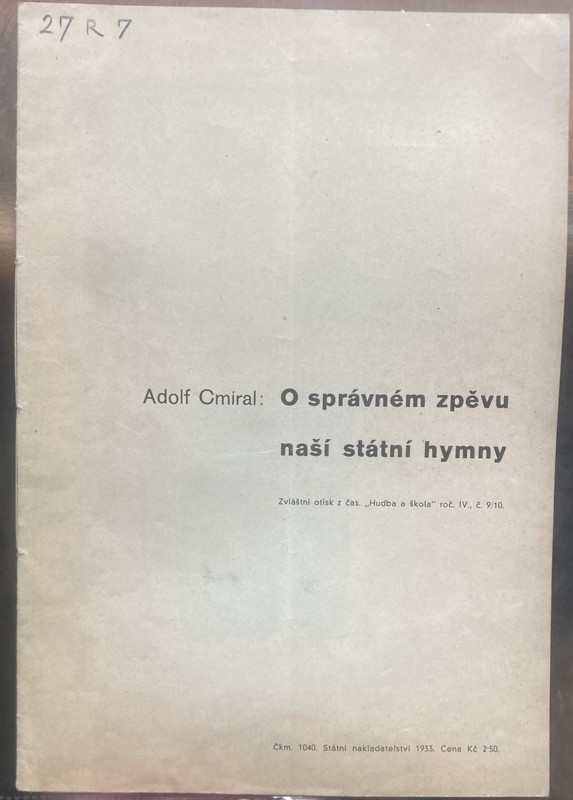 27 R 7
Adolf Cmiral: O správném zpěvu
naší státní hymny
Zvláštní otisk z čas. „Hudba a škola" roč. IV., č. 9/10.
Čkm. 1040. Státní nakladatelství 1933. Cena Kč 2·50.